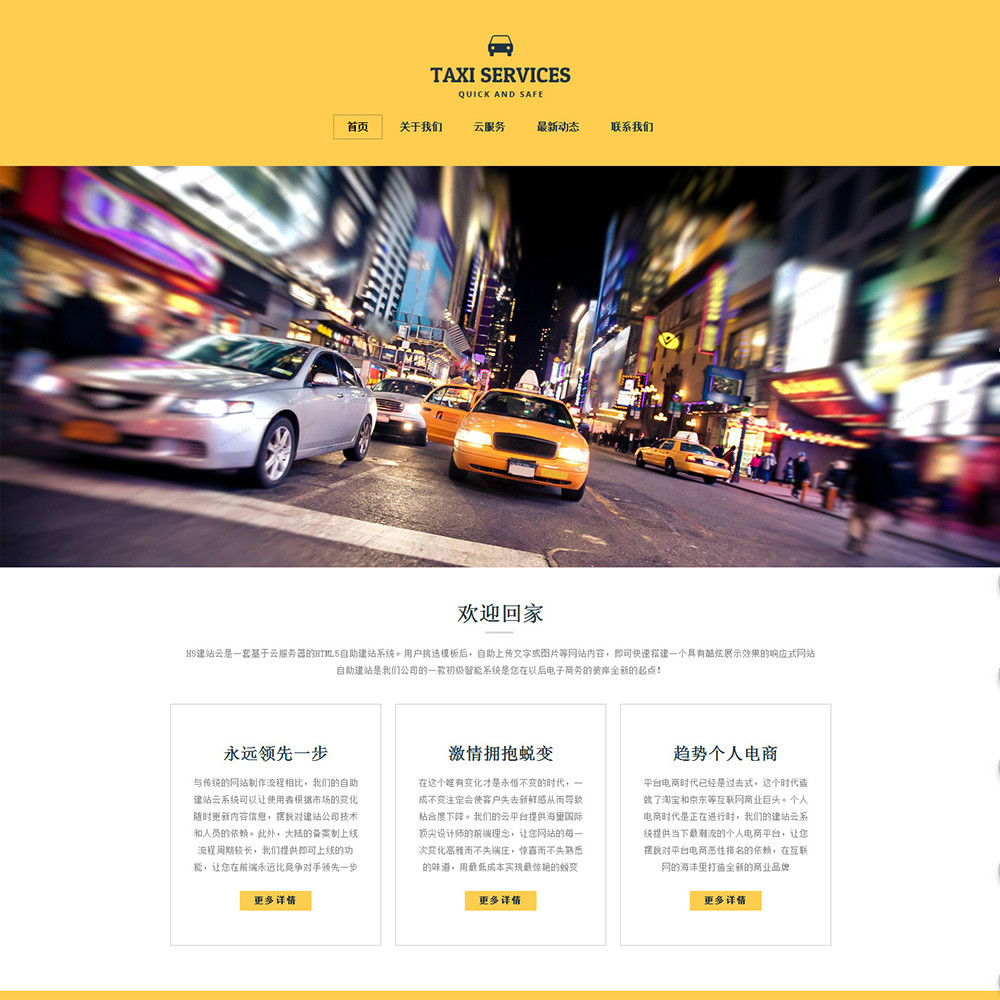 TAXI SERVICES
QUICK AND SAFE
首页 关于我们 云服务 最新动态 联系我们
欢迎回家
H5建站云是一套基于云服务器的HTML5自助建站系统。用户挑选模板后，自助上传文字或图片等网站内容，即可快速搭建一个具有酷炫展示效果的响应式网站
自助建站是我们公司的一款初级智能系统是您在以后电子商务的彼岸全新的起点！
永远领先一步
与传统的网站制作流程相比，我们的自助
建站云系统可以让使用者根据市场的变化
随时更新内容信息，摆脱对建站公司技术
和人员的依赖。此外，大陆的备案制上线
流程周期较长，我们提供即可上线的功
能，让您在前端永远比竞争对手领先一步
更多详情
激情拥抱蜕变
在这个唯有变化才是永恒不变的时代，一
成不变注定会使客户失去新鲜感从而导致
粘合度下降。我们的云平台提供海量国际
顶尖设计师的前端理念，让您网站的每一
次变化高雅而不失端庄，惊喜而不失熟悉
的味道，用最低成本实现最惊艳的蜕变
更多详情
趋势个人电商
平台电商时代已经是过去式，这个时代造
就了淘宝和京东等互联网商业巨头。个人
电商时代是正在进行时，我们的建站云系
统提供当下最潮流的个人电商平台，让您
摆脱对平台电商恶性排名的依赖，在互联
网的海洋里打造全新的商业品牌
更多详情